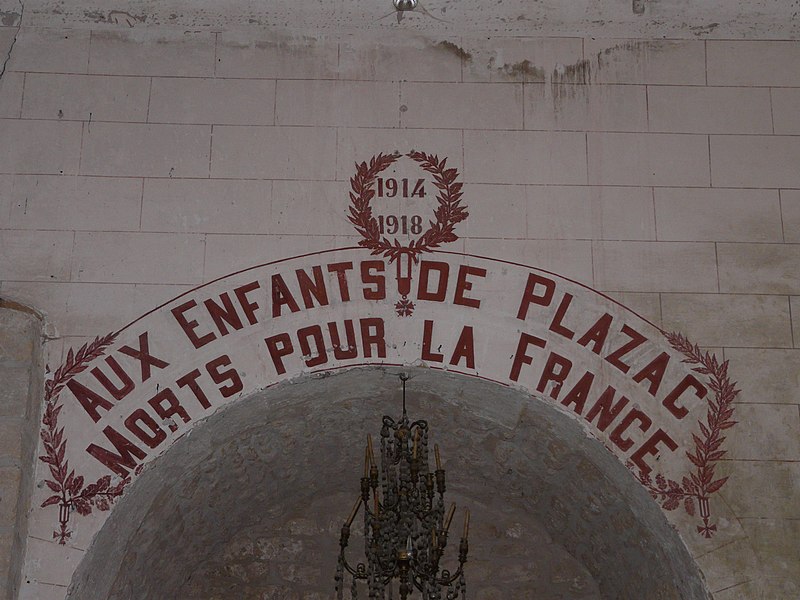 1914
1918
AUX ENFANTS DE PLAZAC
MORTS POUR LA FRANCE